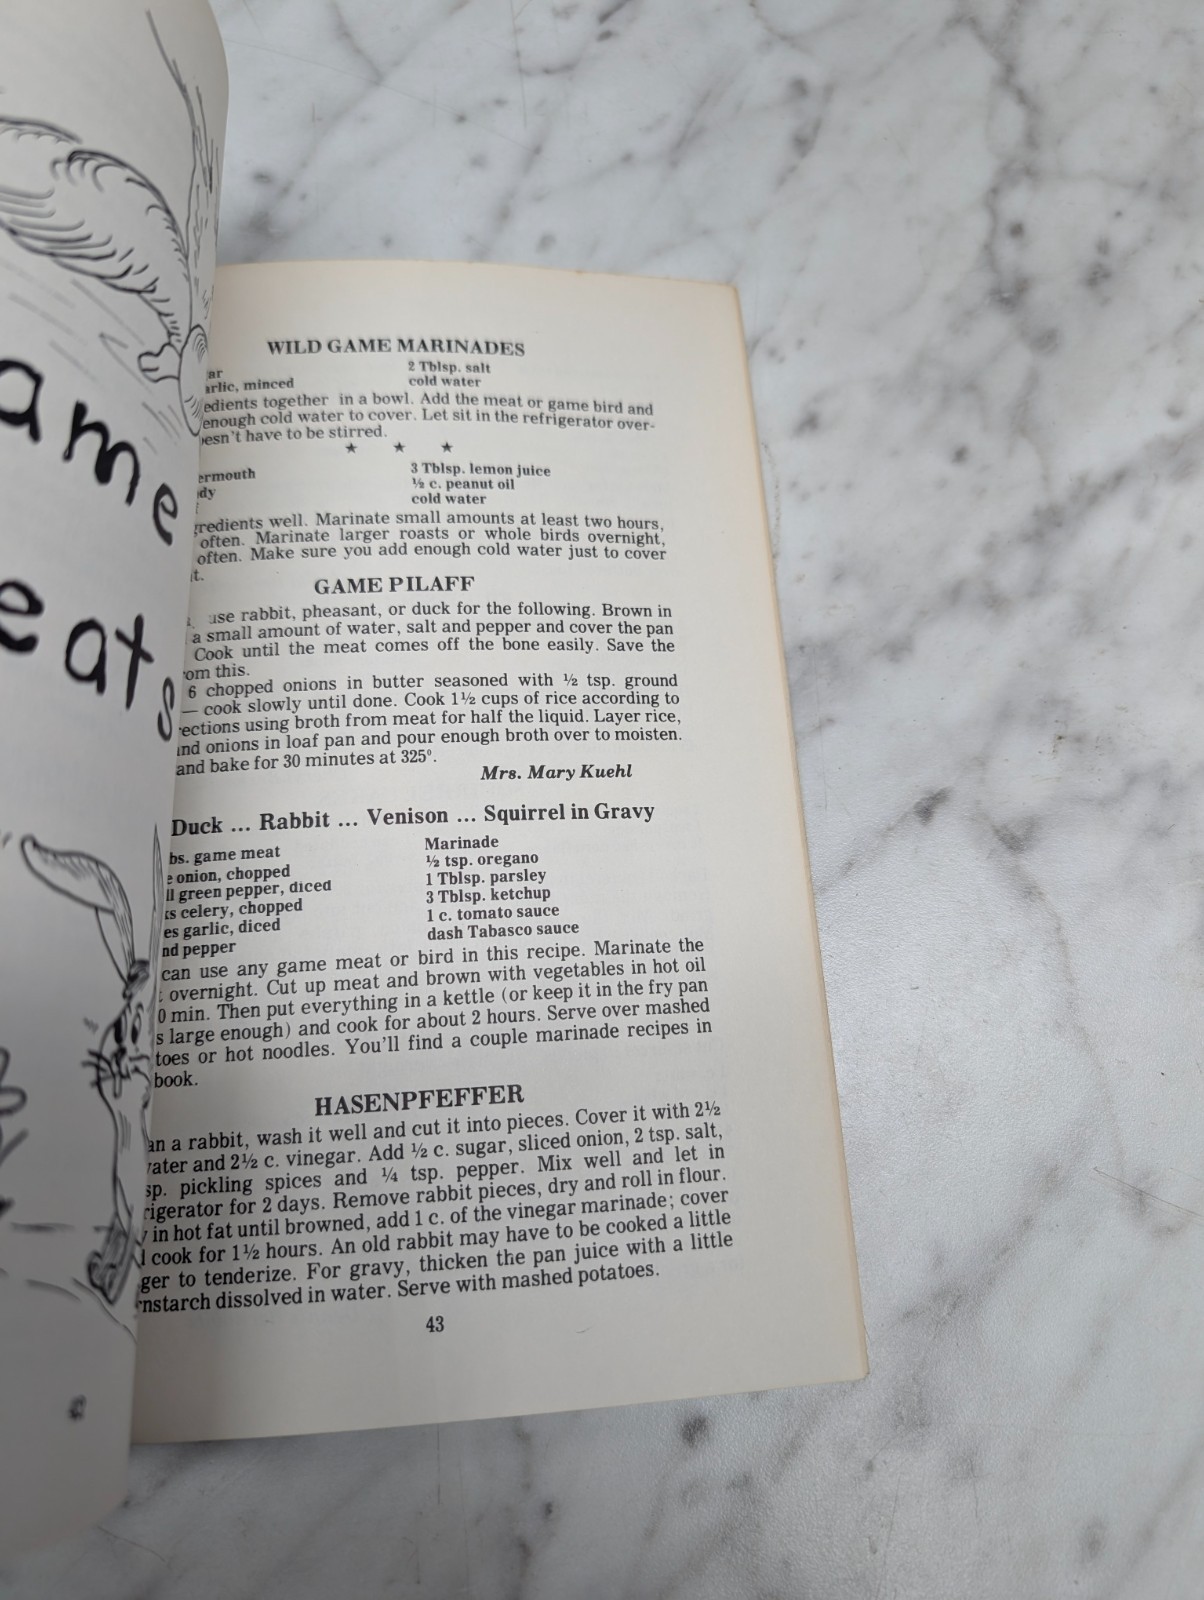 ame
eats
WILD GAME MARINADES
ar 2 Tblsp. salt
arlic, minced cold water
edients together in a bowl. Add the meat or game bird and
enough cold water to cover. Let sit in the refrigerator over-
esn't have to be stirred.
★ ★ ★
ermouth 3 Tblsp. lemon juice
dy ½ c. peanut oil
cold water
gredients well. Marinate small amounts at least two hours,
often. Marinate larger roasts or whole birds overnight,
often. Make sure you add enough cold water just to cover
t.
GAME PILAFF
use rabbit, pheasant, or duck for the following. Brown in
a small amount of water, salt and pepper and cover the pan
Cook until the meat comes off the bone easily. Save the
om this.
6 chopped onions in butter seasoned with ½ tsp. ground
— cook slowly until done. Cook 1½ cups of rice according to
ections using broth from meat for half the liquid. Layer rice,
nd onions in loaf pan and pour enough broth over to moisten.
and bake for 30 minutes at 325°.
Mrs. Mary Kuehl
Duck ... Rabbit ... Venison ... Squirrel in Gravy
bs. game meat Marinade
e onion, chopped ½ tsp. oregano
ll green pepper, diced 1 Tblsp. parsley
ks celery, chopped 3 Tblsp. ketchup
es garlic, diced 1 c. tomato sauce
nd pepper dash Tabasco sauce
can use any game meat or bird in this recipe. Marinate the
t overnight. Cut up meat and brown with vegetables in hot oil
0 min. Then put everything in a kettle (or keep it in the fry pan
s large enough) and cook for about 2 hours. Serve over mashed
toes or hot noodles. You'll find a couple marinade recipes in
book.
HASENPFEFFER
an a rabbit, wash it well and cut it into pieces. Cover it with 2½
ater and 2½ c. vinegar. Add ½ c. sugar, sliced onion, 2 tsp. salt,
sp. pickling spices and ¼ tsp. pepper. Mix well and let in
rigerator for 2 days. Remove rabbit pieces, dry and roll in flour.
y in hot fat until browned, add 1 c. of the vinegar marinade; cover
d cook for 1½ hours. An old rabbit may have to be cooked a little
ger to tenderize. For gravy, thicken the pan juice with a little
rnstarch dissolved in water. Serve with mashed potatoes.
43